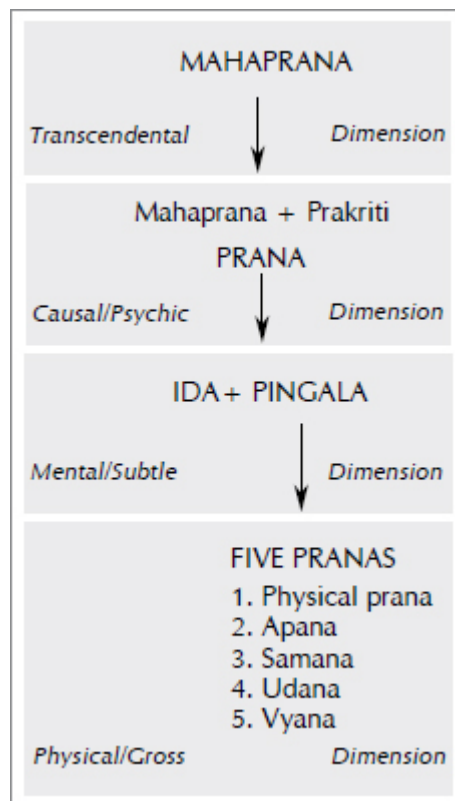 MAHAPRANA
Transcendental Dimension
Mahaprana + Prakriti
PRANA
Causal/Psychic Dimension
IDA + PINGALA
Mental/Subtle Dimension
FIVE PRANAS
1. Physical prana
2. Apana
3. Samana
4. Udana
5. Vyana
Physical/Gross Dimension